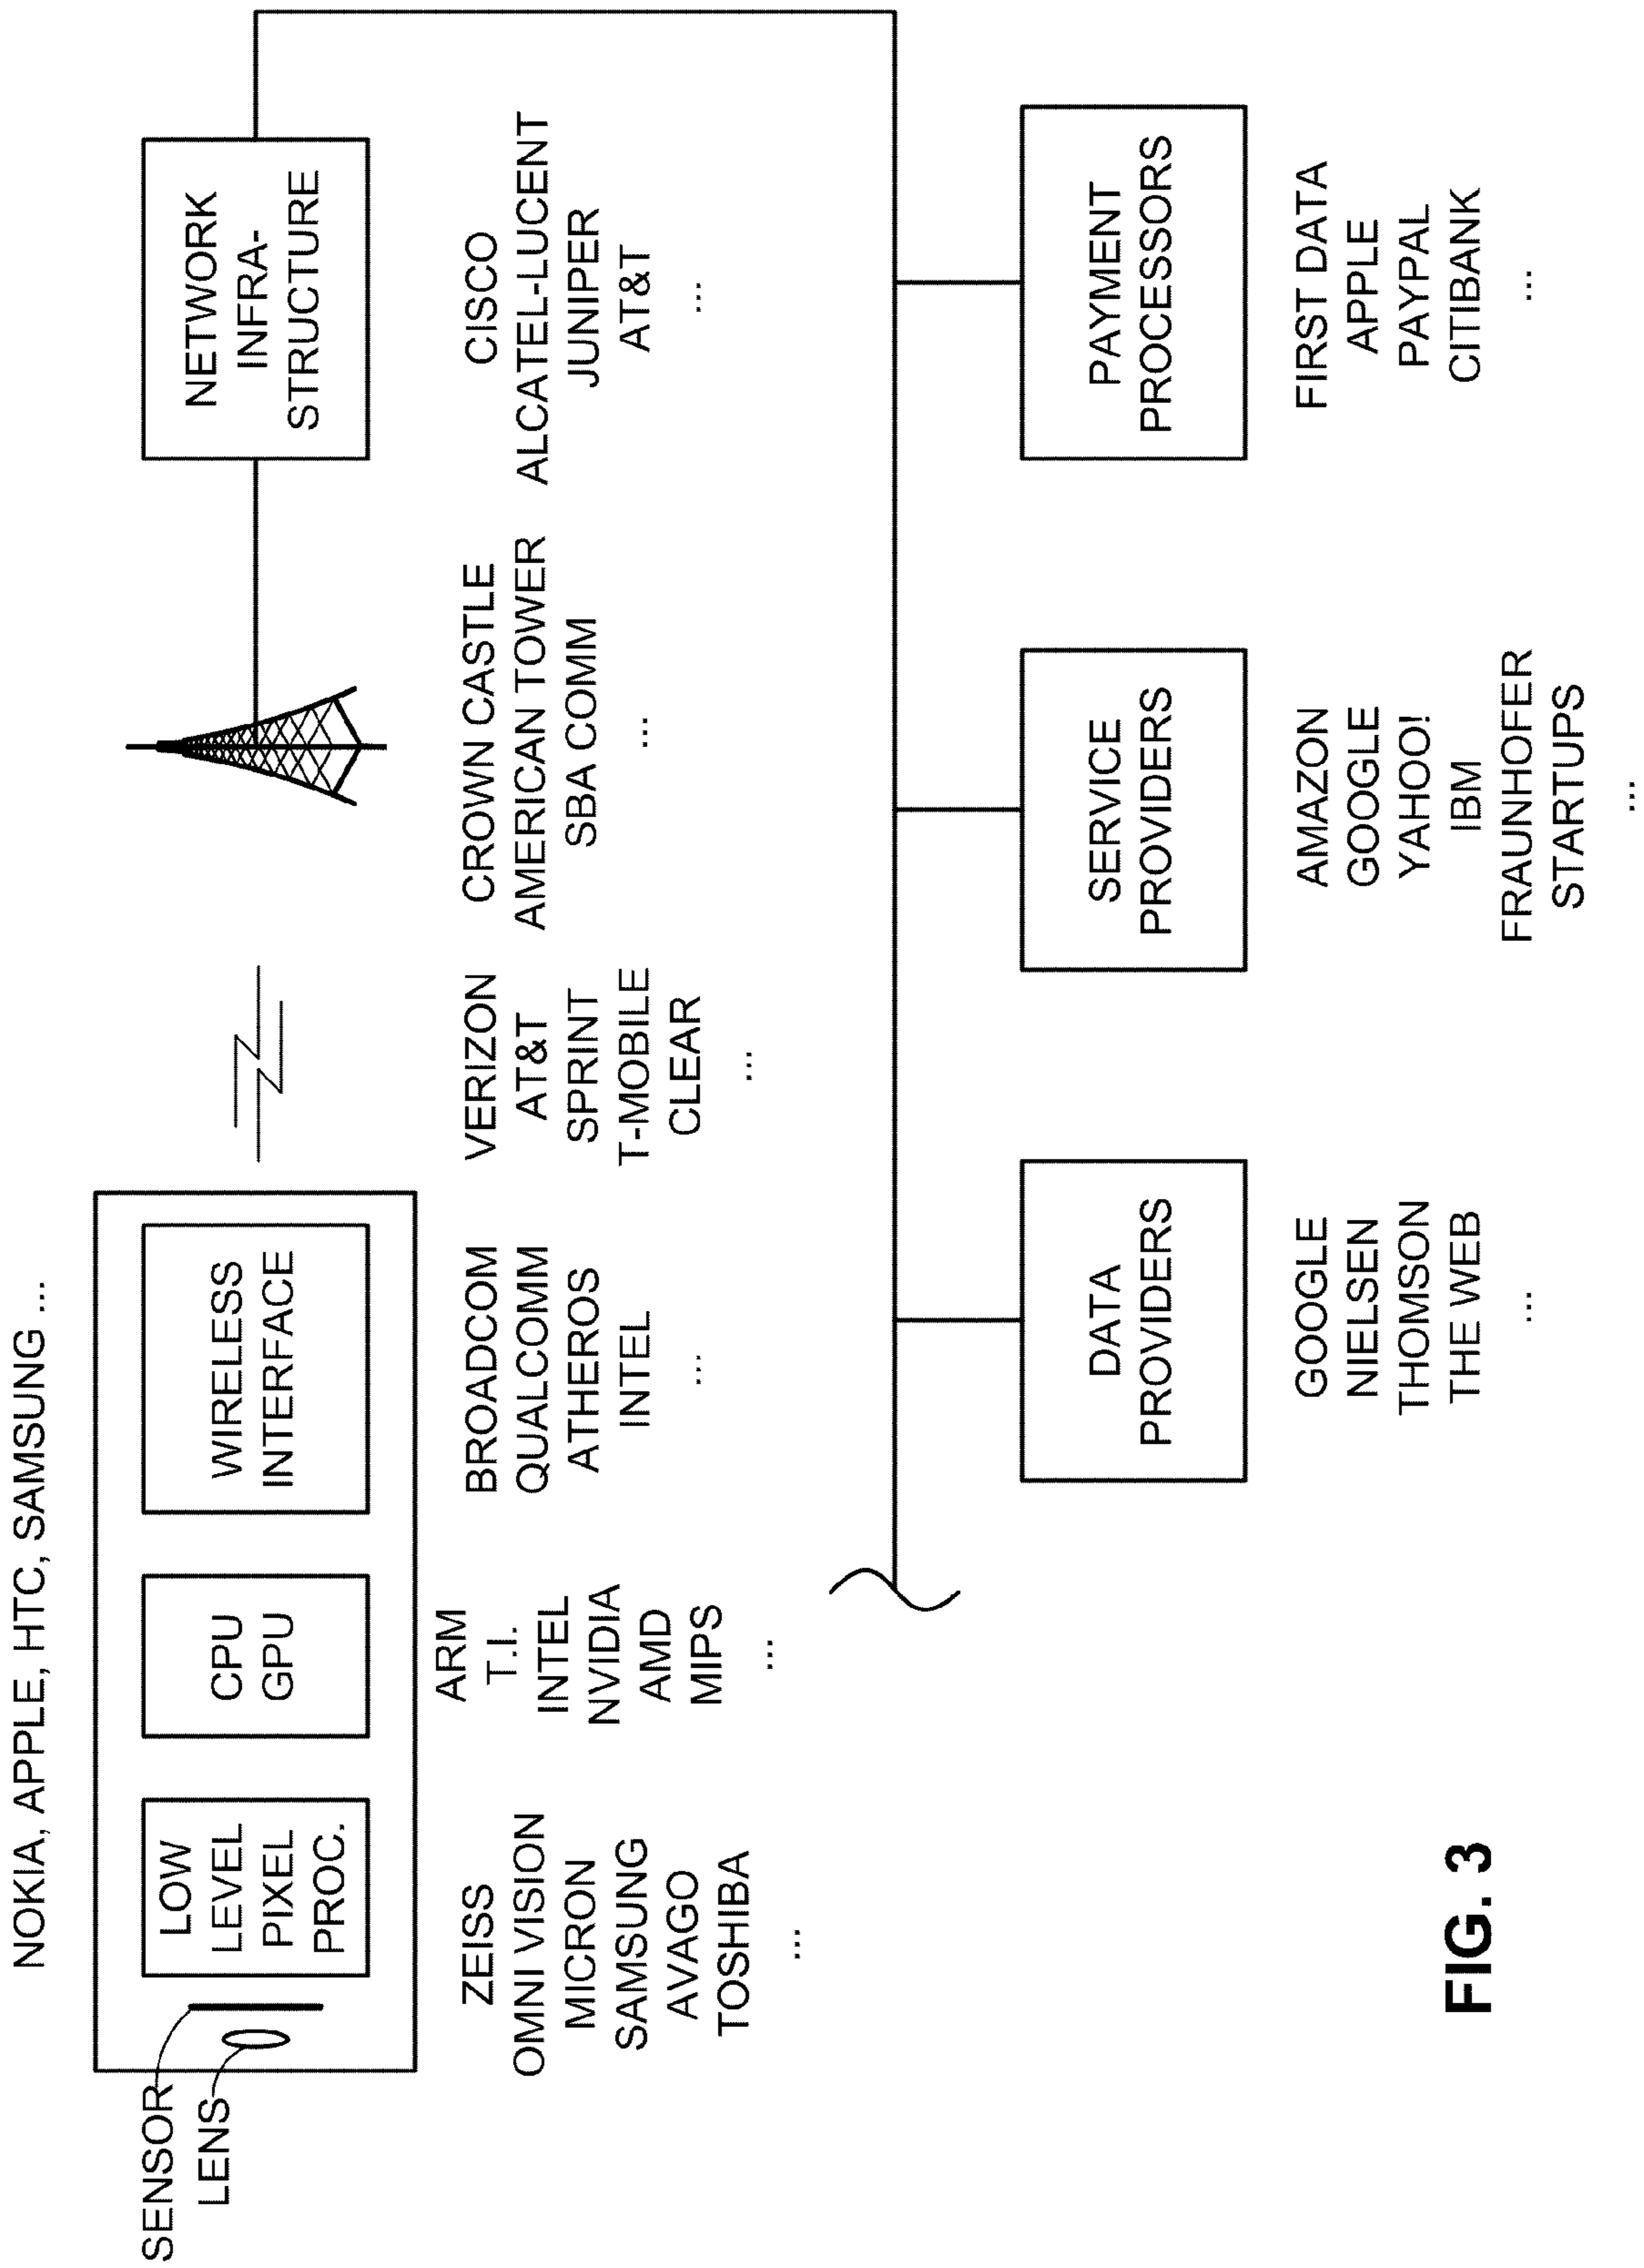 NOKIA, APPLE, HTC, SAMSUNG ...
SENSOR
LENS
LOW
LEVEL
PIXEL
PROC.
CPU
GPU
WIRELESS
INTERFACE
NETWORK
INFRA-
STRUCTURE
ZEISS
OMNI VISION
MICRON
SAMSUNG
AVAGO
TOSHIBA
...
ARM
T.I.
INTEL
NVIDIA
AMD
MIPS
...
BROADCOM
QUALCOMM
ATHEROS
INTEL
...
VERIZON
AT&T
SPRINT
T-MOBILE
CLEAR
...
CROWN CASTLE
AMERICAN TOWER
SBA COMM
...
CISCO
ALCATEL-LUCENT
JUNIPER
AT&T
...
DATA
PROVIDERS
GOOGLE
NIELSEN
THOMSON
THE WEB
...
SERVICE
PROVIDERS
AMAZON
GOOGLE
YAHOO!
IBM
FRAUNHOFER
STARTUPS
...
PAYMENT
PROCESSORS
FIRST DATA
APPLE
PAYPAL
CITIBANK
...
FIG. 3